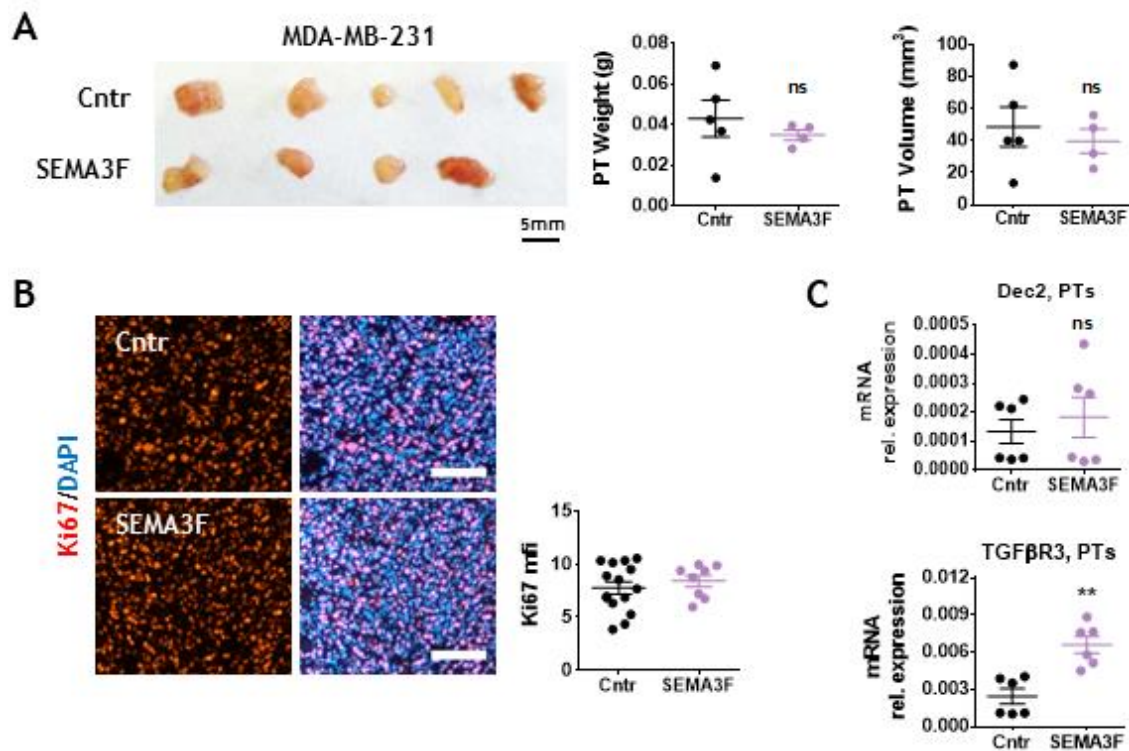 A
MDA-MB-231
Cntr
SEMA3F
5mm
PT Weight (g)
0.08
0.06
0.04
0.02
0.00
ns
Cntr SEMA3F
PT Volume (mm³)
100
80
60
40
20
0
ns
Cntr SEMA3F
B
Ki67/DAPI
Cntr
SEMA3F
Ki67 mfi
15
10
5
0
Cntr SEMA3F
C
Dec2, PTs
mRNA
rel. expression
0.0005
0.0004
0.0003
0.0002
0.0001
0.0000
ns
Cntr SEMA3F
TGFβR3, PTs
mRNA
rel. expression
0.012
0.009
0.006
0.003
0.000
**
Cntr SEMA3F